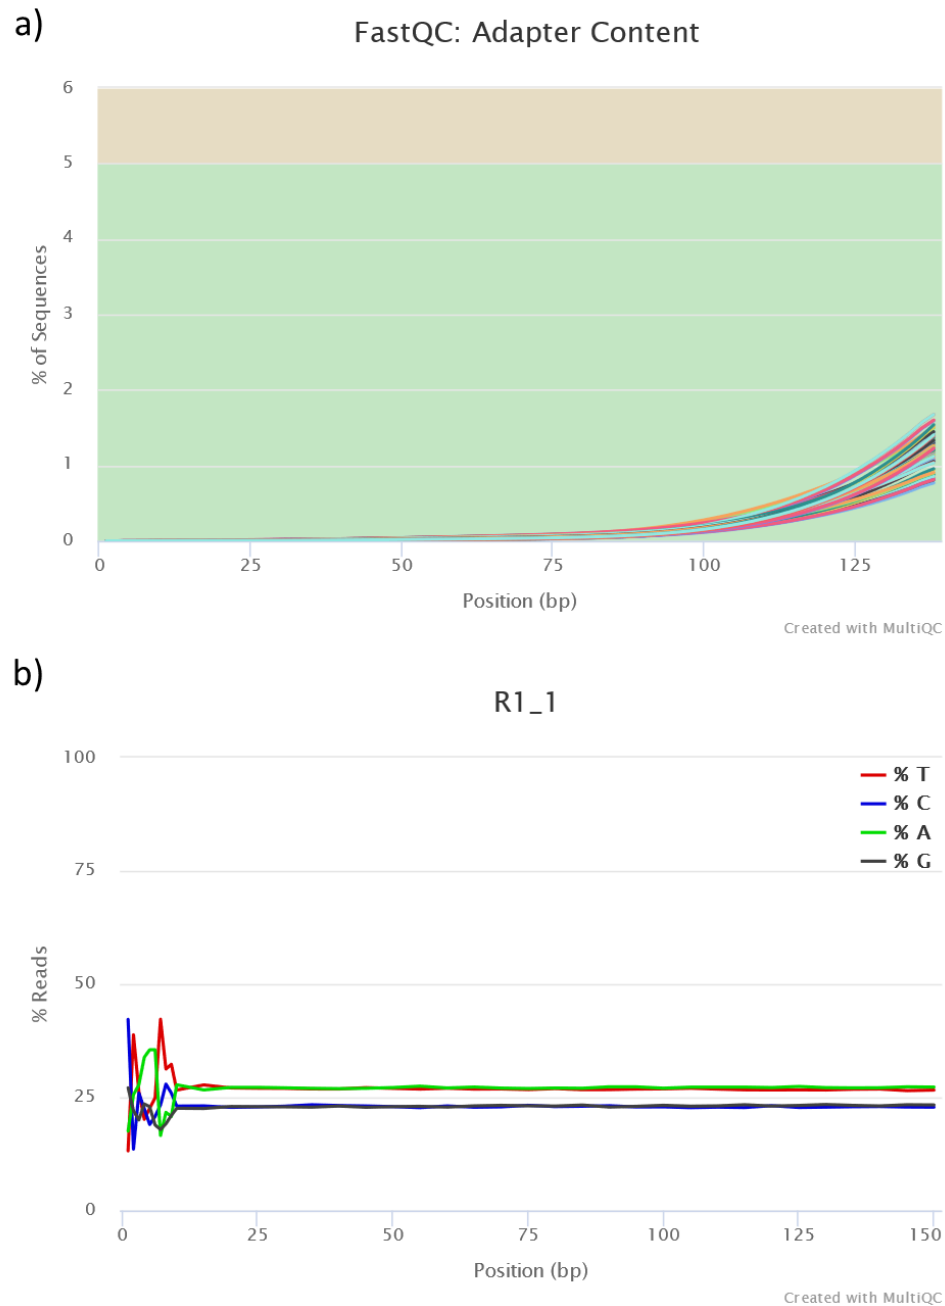 a)
FastQC: Adapter Content
6
5
4
3
2
1
0
% of Sequences
0 25 50 75 100 125
Position (bp)
Created with MultiQC
b)
R1_1
100
75
50
25
0
% T
% C
% A
% G
% Reads
0 25 50 75 100 125 150
Position (bp)
Created with MultiQC